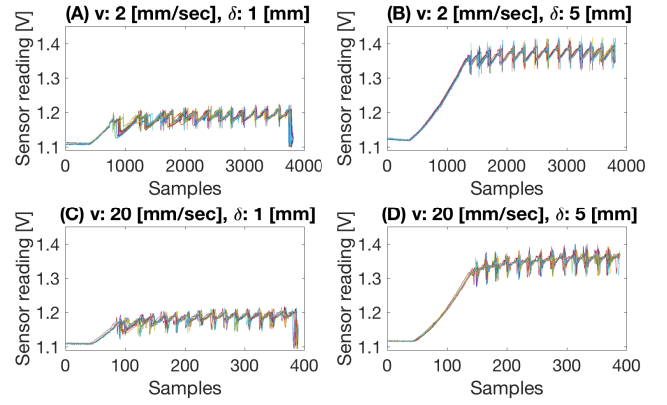 (A) v: 2 [mm/sec], δ: 1 [mm]
Sensor reading [V]
1.4
1.3
1.2
1.1
0 1000 2000 3000 4000
Samples
(B) v: 2 [mm/sec], δ: 5 [mm]
Sensor reading [V]
1.4
1.3
1.2
1.1
0 1000 2000 3000 4000
Samples
(C) v: 20 [mm/sec], δ: 1 [mm]
Sensor reading [V]
1.4
1.3
1.2
1.1
0 100 200 300 400
Samples
(D) v: 20 [mm/sec], δ: 5 [mm]
Sensor reading [V]
1.4
1.3
1.2
1.1
0 200 400
Samples